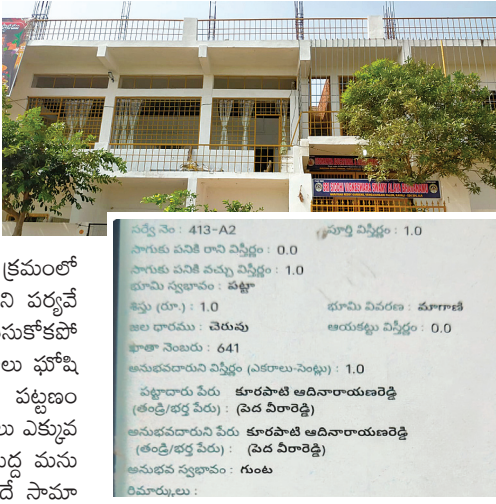 క్రమంలో
ని పర్యవే
సుకోకపో
లు ఘోషి
పట్టణం
లు ఎక్కువ
ద్ద మను
దే సామా
సర్వే నెం : 413-A2 పూర్తి విస్తీర్ణం : 1.0
సాగుకు పనికి రాని విస్తీర్ణం : 0.0
సాగుకు పనికి వచ్చు విస్తీర్ణం : 1.0
భూమి స్వభావం : పట్టా
శిస్తు (రూ.) : 1.0 భూమి వివరణ : మాగాణి
జల ధారము : చెరువు ఆయకట్టు విస్తీర్ణం : 0.0
ఖాతా నెంబరు : 641
అనుభవదారుని విస్తీర్ణం (ఎకరాలు-సెంట్లు) : 1.0
పట్టాదారు పేరు కూరపాటి ఆదినారాయణరెడ్డి
(తండ్రి/భర్త పేరు) : (పెద వీరారెడ్డి)
అనుభవదారుని పేరు కూరపాటి ఆదినారాయణరెడ్డి
(తండ్రి/భర్త పేరు) : (పెద వీరారెడ్డి)
అనుభవ స్వభావం : గుంట
రిమార్కులు :